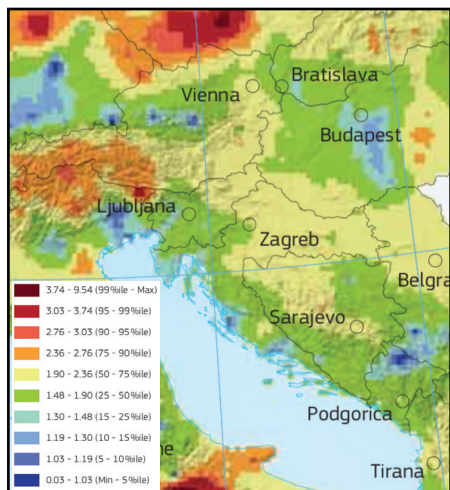 Vienna
Bratislava
Budapest
Ljubljana
Zagreb
Belgra
3.74 - 9.54 (99%ile - Max)
3.03 - 3.74 (95 - 99%ile)
2.76 - 3.03 (90 - 95%ile)
2.36 - 2.76 (75 - 90%ile)
1.90 - 2.36 (50 - 75%ile)
1.48 - 1.90 (25 - 50%ile)
1.30 - 1.48 (15 - 25%ile)
1.19 - 1.30 (10 - 15%ile)
1.03 - 1.19 (5 - 10%ile)
0.03 - 1.03 (Min - 5%ile)
Sarajevo
Podgorica
ne
Tirana